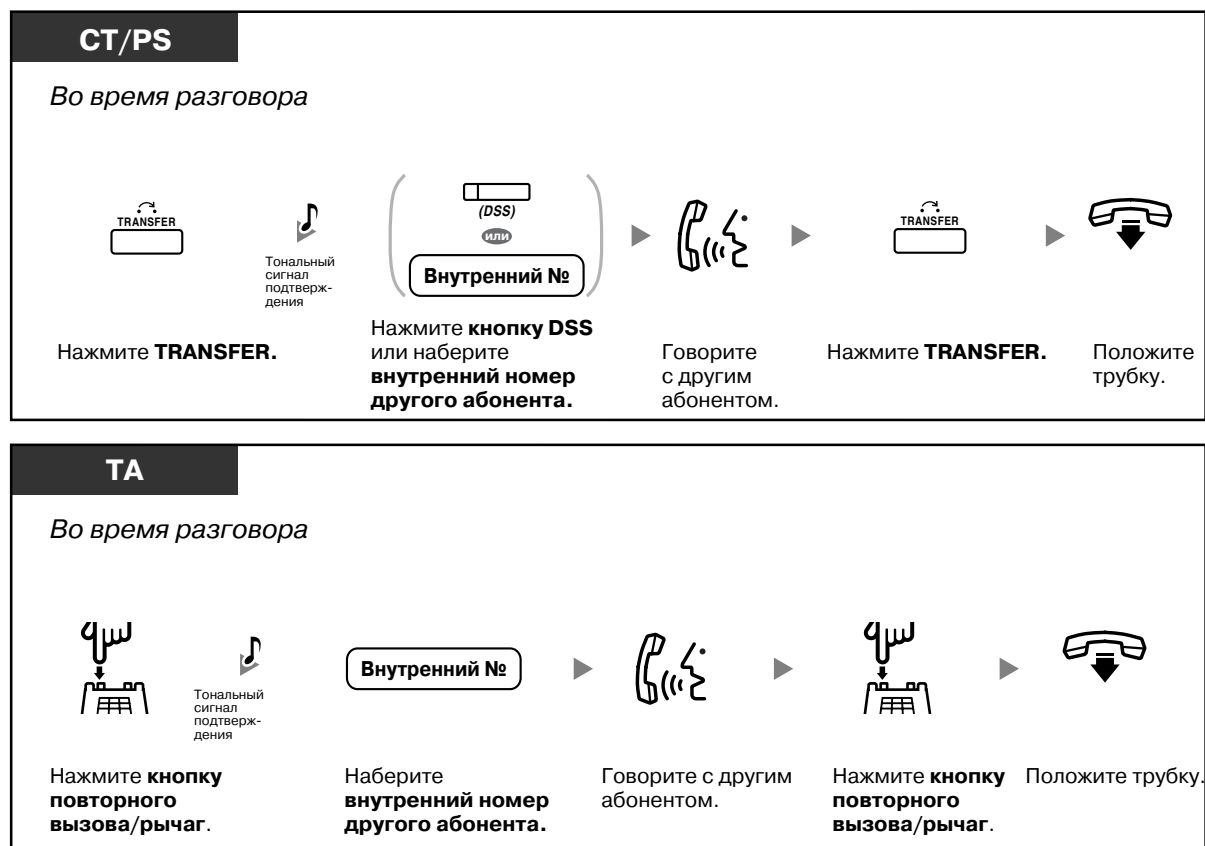 СТ/PS
Во время разговора
TRANSFER
Тональный
сигнал
подтверж-
дения
(DSS)
или
Внутренний №
TRANSFER
Нажмите TRANSFER.
Нажмите кнопку DSS
или наберите
внутренний номер
другого абонента.
Говорите
с другим
абонентом.
Нажмите TRANSFER.
Положите
трубку.
ТА
Во время разговора
Тональный
сигнал
подтверж-
дения
Внутренний №
Нажмите кнопку
повторного
вызова/рычаг.
Наберите
внутренний номер
другого абонента.
Говорите с другим
абонентом.
Нажмите кнопку
повторного
вызова/рычаг.
Положите трубку.